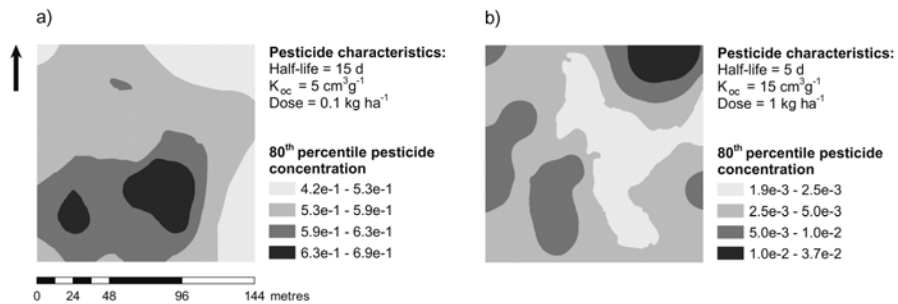 a)
Pesticide characteristics:
Half-life = 15 d
Koc = 5 cm³g⁻¹
Dose = 0.1 kg ha⁻¹
80th percentile pesticide
concentration
4.2e-1 - 5.3e-1
5.3e-1 - 5.9e-1
5.9e-1 - 6.3e-1
6.3e-1 - 6.9e-1
0 24 48 96 144 metres
b)
Pesticide characteristics:
Half-life = 5 d
Koc = 15 cm³g⁻¹
Dose = 1 kg ha⁻¹
80th percentile pesticide
concentration
1.9e-3 - 2.5e-3
2.5e-3 - 5.0e-3
5.0e-3 - 1.0e-2
1.0e-2 - 3.7e-2